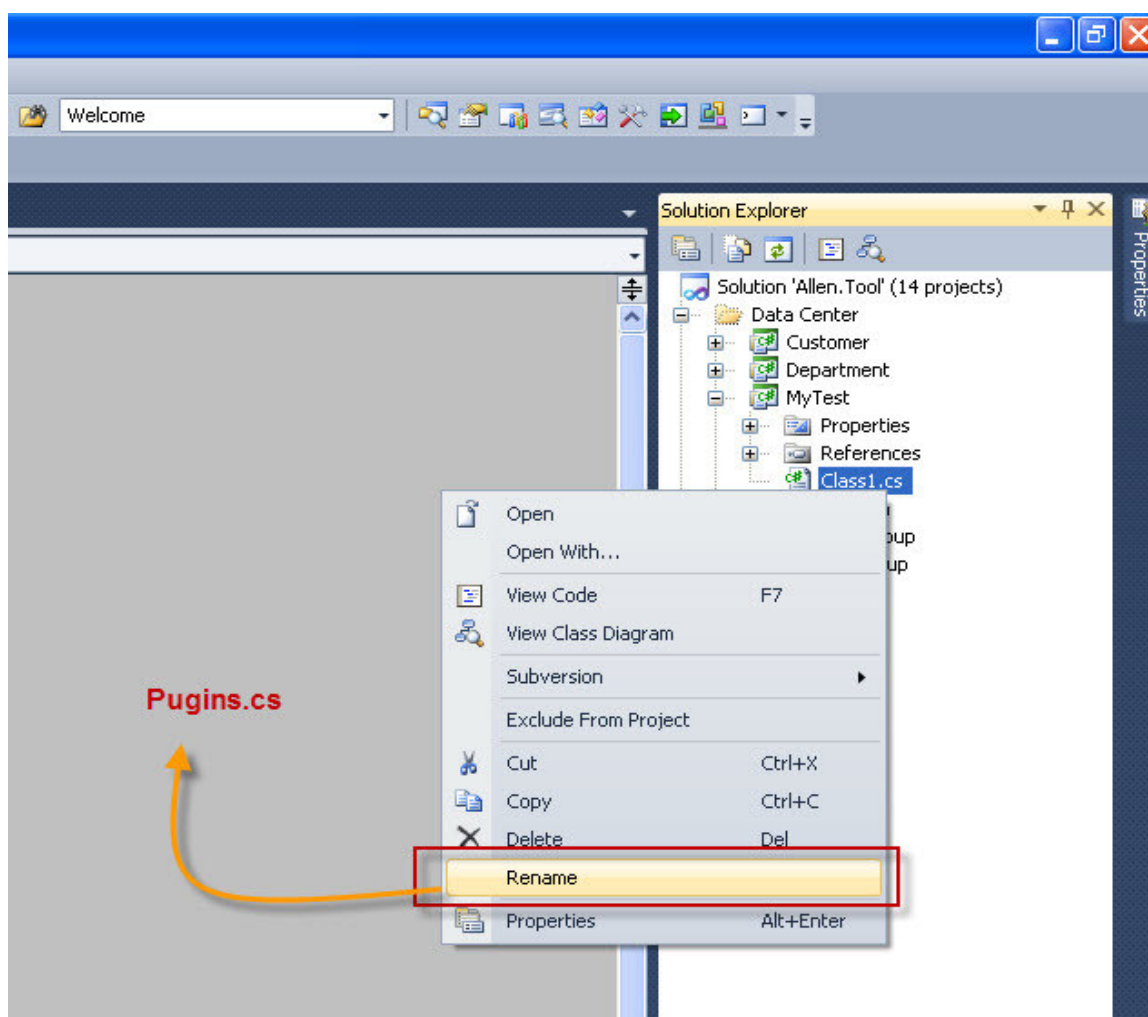 Welcome
Solution Explorer
Properties
Solution 'Allen.Tool' (14 projects)
Data Center
Customer
Department
MyTest
Properties
References
Class1.cs
Open
Open With...
View Code F7
View Class Diagram
Subversion
Exclude From Project
Cut Ctrl+X
Copy Ctrl+C
Delete Del
Rename
Properties Alt+Enter
Pugins.cs